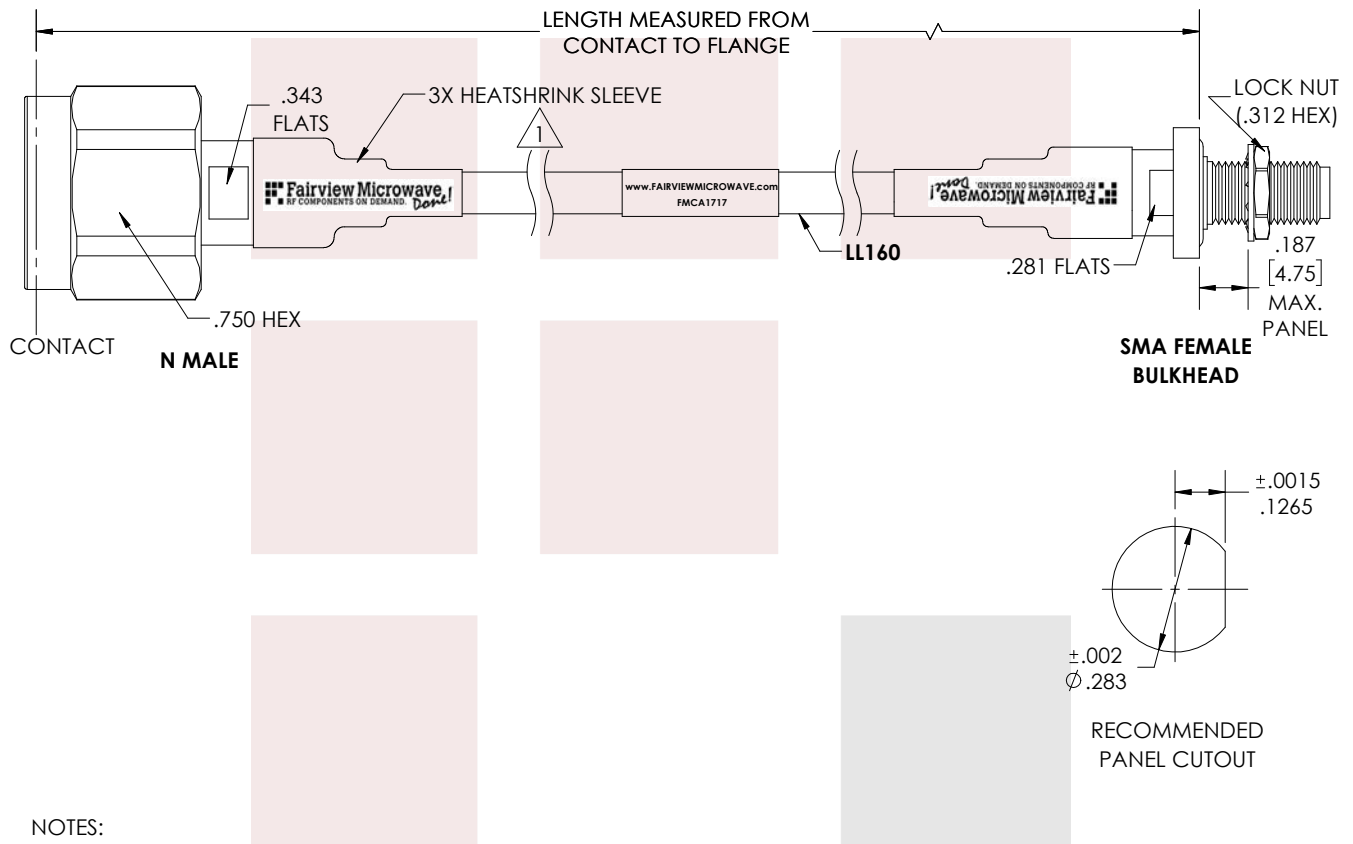 LENGTH MEASURED FROM
CONTACT TO FLANGE
.343
FLATS
3X HEATSHRINK SLEEVE
1
LOCK NUT
(.312 HEX)
Fairview Microwave
RF COMPONENTS ON DEMAND.
Done!
www.FAIRVIEWMICROWAVE.com
FMCA1717
Fairview Microwave
RF COMPONENTS ON DEMAND.
Done!
LL160
.281 FLATS
.187
[4.75]
MAX.
PANEL
.750 HEX
CONTACT
N MALE
SMA FEMALE
BULKHEAD
±.0015
.1265
±.002
∅.283
RECOMMENDED
PANEL CUTOUT
NOTES: